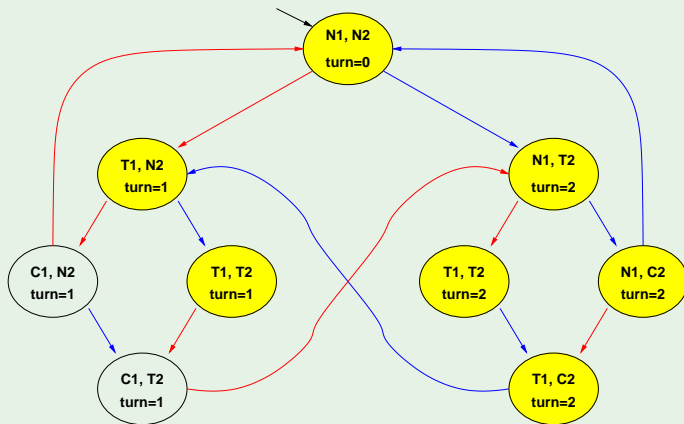 N1, N2
turn=0
T1, N2
turn=1
N1, T2
turn=2
C1, N2
turn=1
T1, T2
turn=1
T1, T2
turn=2
N1, C2
turn=2
C1, T2
turn=1
T1, C2
turn=2